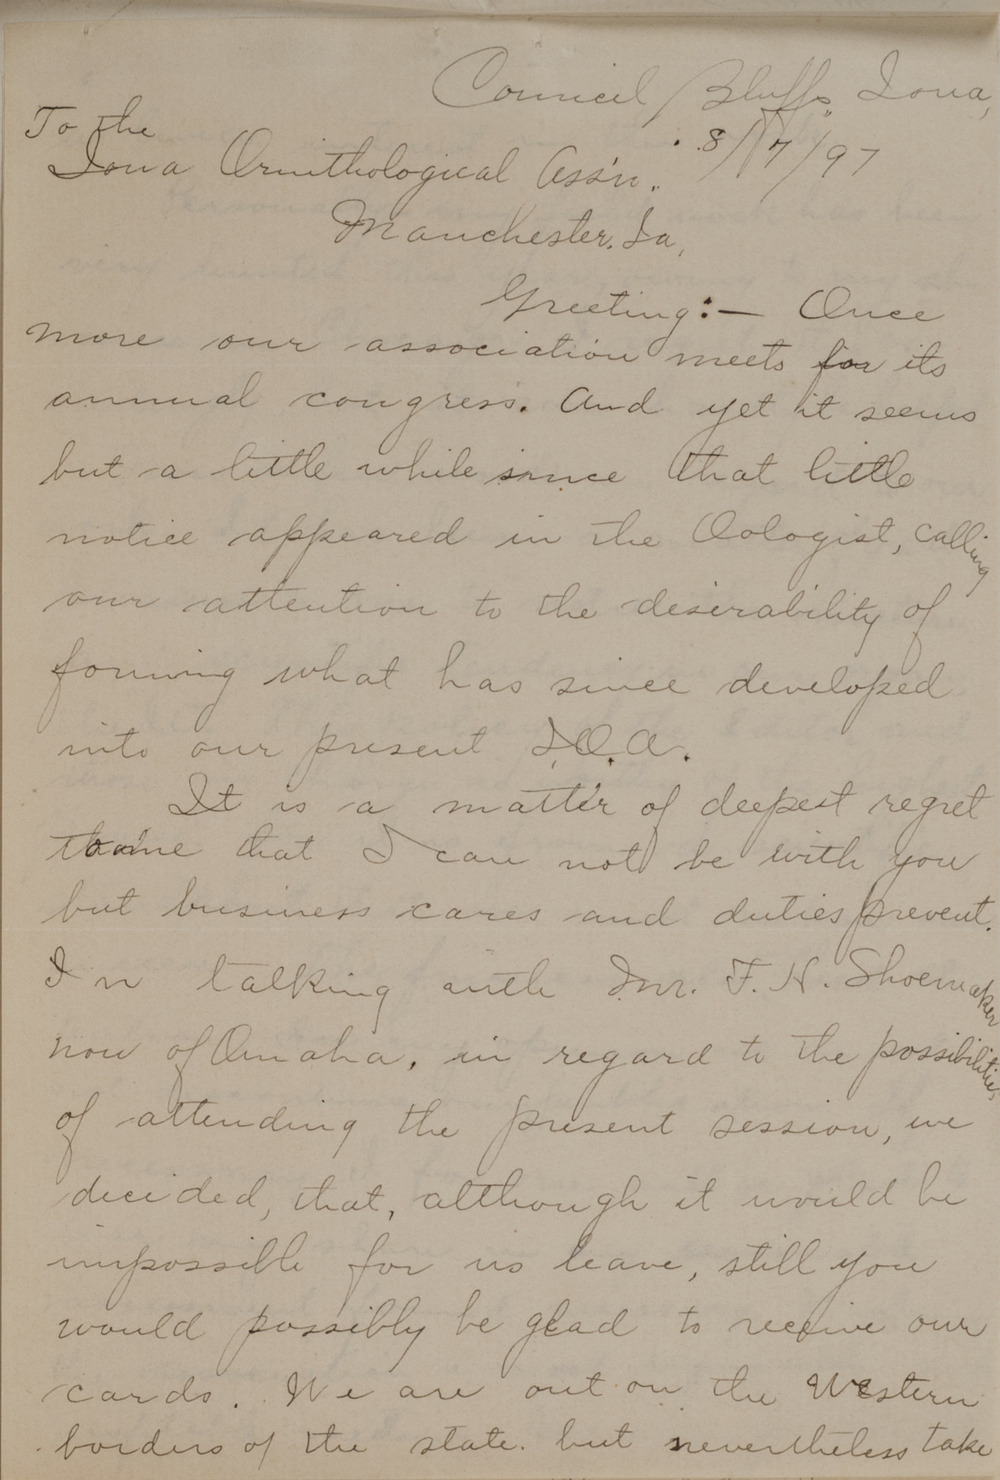 Council Bluffs, Iowa,
8/17/97
To the
Iowa Ornithological Ass'n.
Manchester. Ia,
Greeting:— Once
more our association meets for its
annual congress. And yet it seems
but a little while since that little
notice appeared in the Oologist, calling
our attention to the desirability of
forming what has since developed
into our present I.O.A.
It is a matter of deepest regret
to me that I can not be with you
but business cares and duties prevent.
In talking with Mr. F. H. Shoemaker
now of Omaha, in regard to the possibilities
of attending the present session, we
decided, that, although it would be
impossible for us leave, still you
would possibly be glad to receive our
cards. We are out on the Western
borders of the state. but nevertheless take